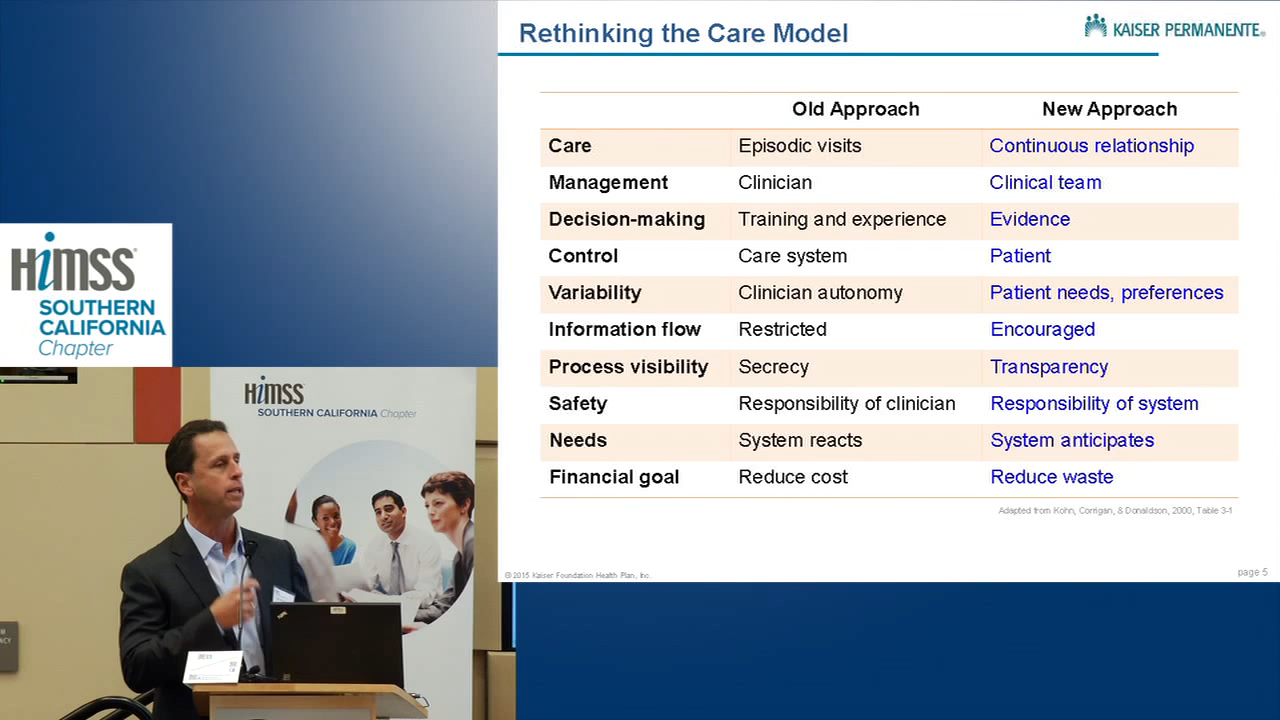 Rethinking the Care Model
KAISER PERMANENTE®
Old Approach New Approach
Care Episodic visits Continuous relationship
Management Clinician Clinical team
Decision-making Training and experience Evidence
Control Care system Patient
Variability Clinician autonomy Patient needs, preferences
Information flow Restricted Encouraged
Process visibility Secrecy Transparency
Safety Responsibility of clinician Responsibility of system
Needs System reacts System anticipates
Financial goal Reduce cost Reduce waste
Adapted from Kohn, Corrigan, & Donaldson, 2000, Table 3-1
© 2015 Kaiser Foundation Health Plan, Inc.
page 5
HiMSS®
SOUTHERN
CALIFORNIA
Chapter
HiMSS
SOUTHERN CALIFORNIA Chapter